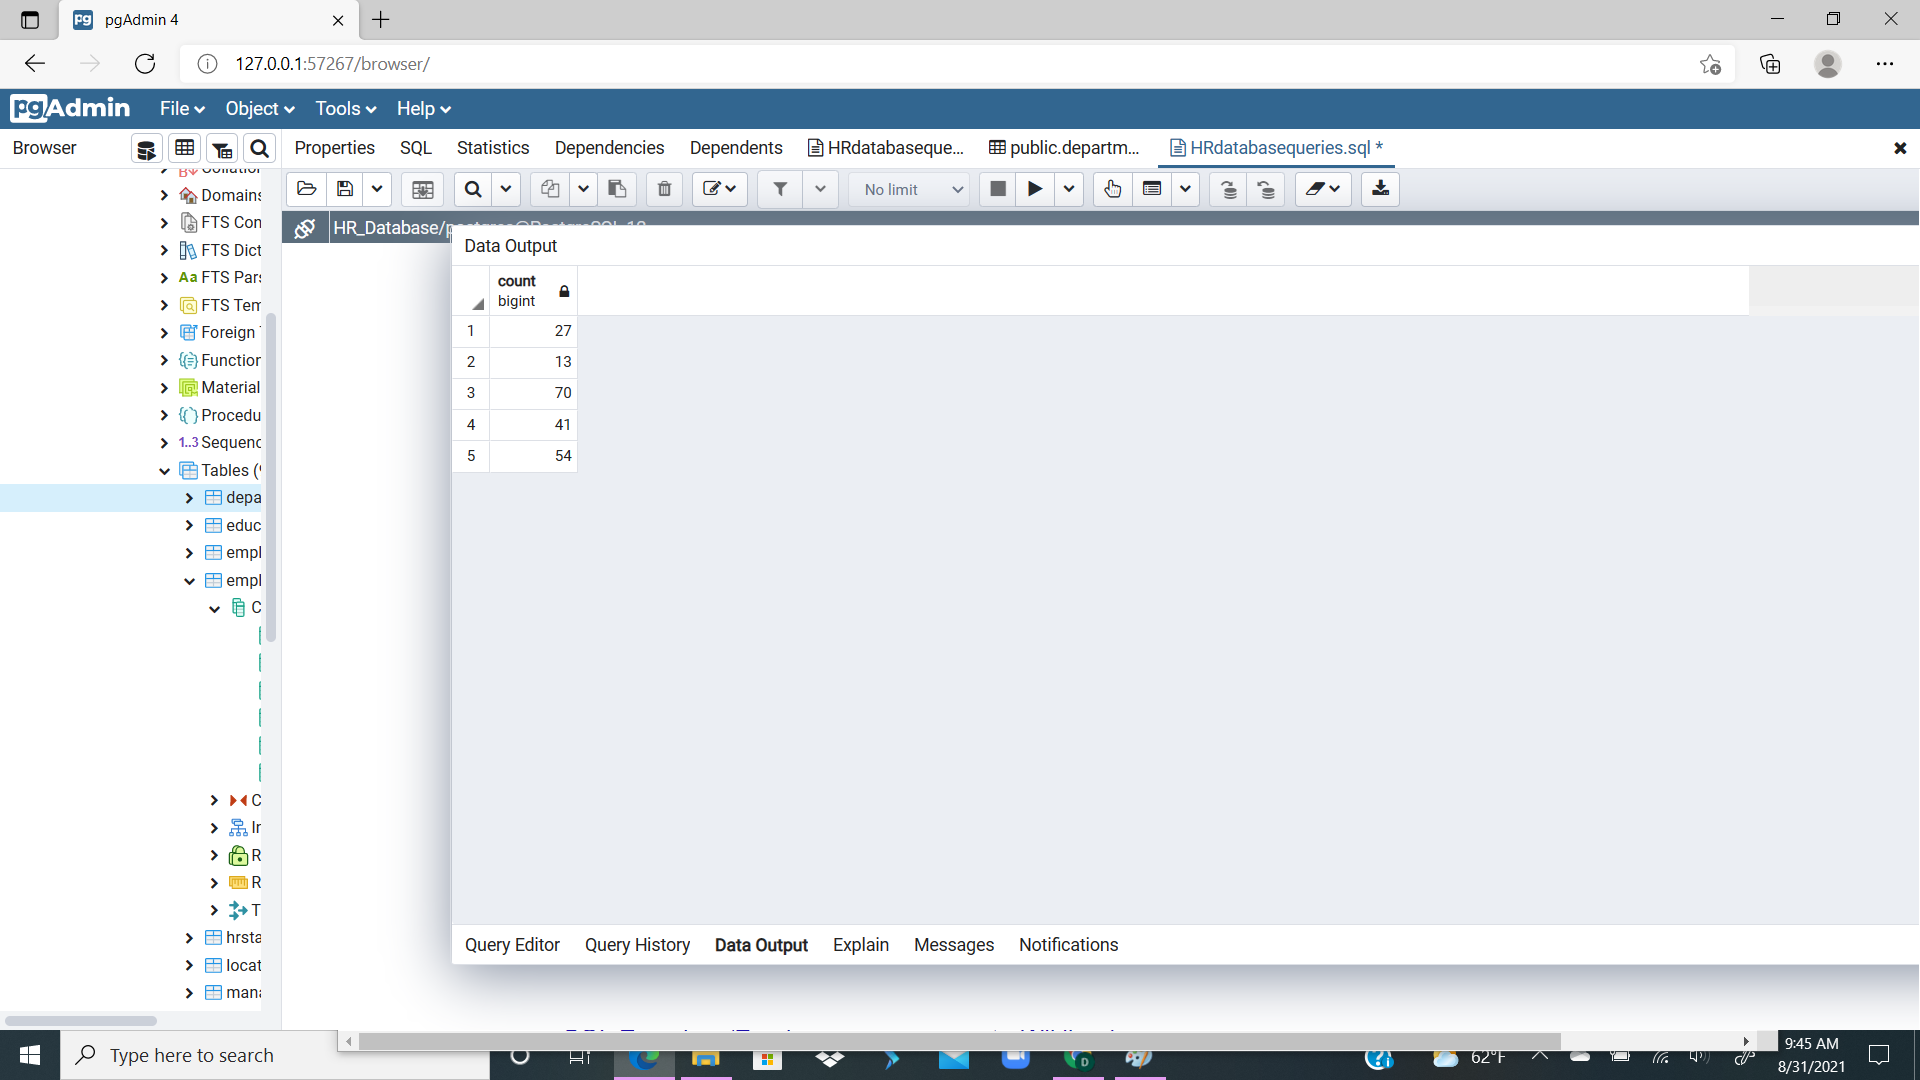 pgAdmin 4
127.0.0.1:57267/browser/
pgAdmin File Object Tools Help
Browser Properties SQL Statistics Dependencies Dependents HRdatabaseque... public.departm... HRdatabasequeries.sql *
No limit
Domains
HR_Database/
FTS Con
FTS Dict
Aa FTS Pars
FTS Tem
Foreign
Function
Material
Procedu
1..3 Sequenc
Tables (
depa
educ
empl
empl
C
C
In
R
R
T
hrsta
locat
mana
Data Output
count
bigint
1 27
2 13
3 70
4 41
5 54
Query Editor Query History Data Output Explain Messages Notifications
Type here to search
62°F
9:45 AM
8/31/2021